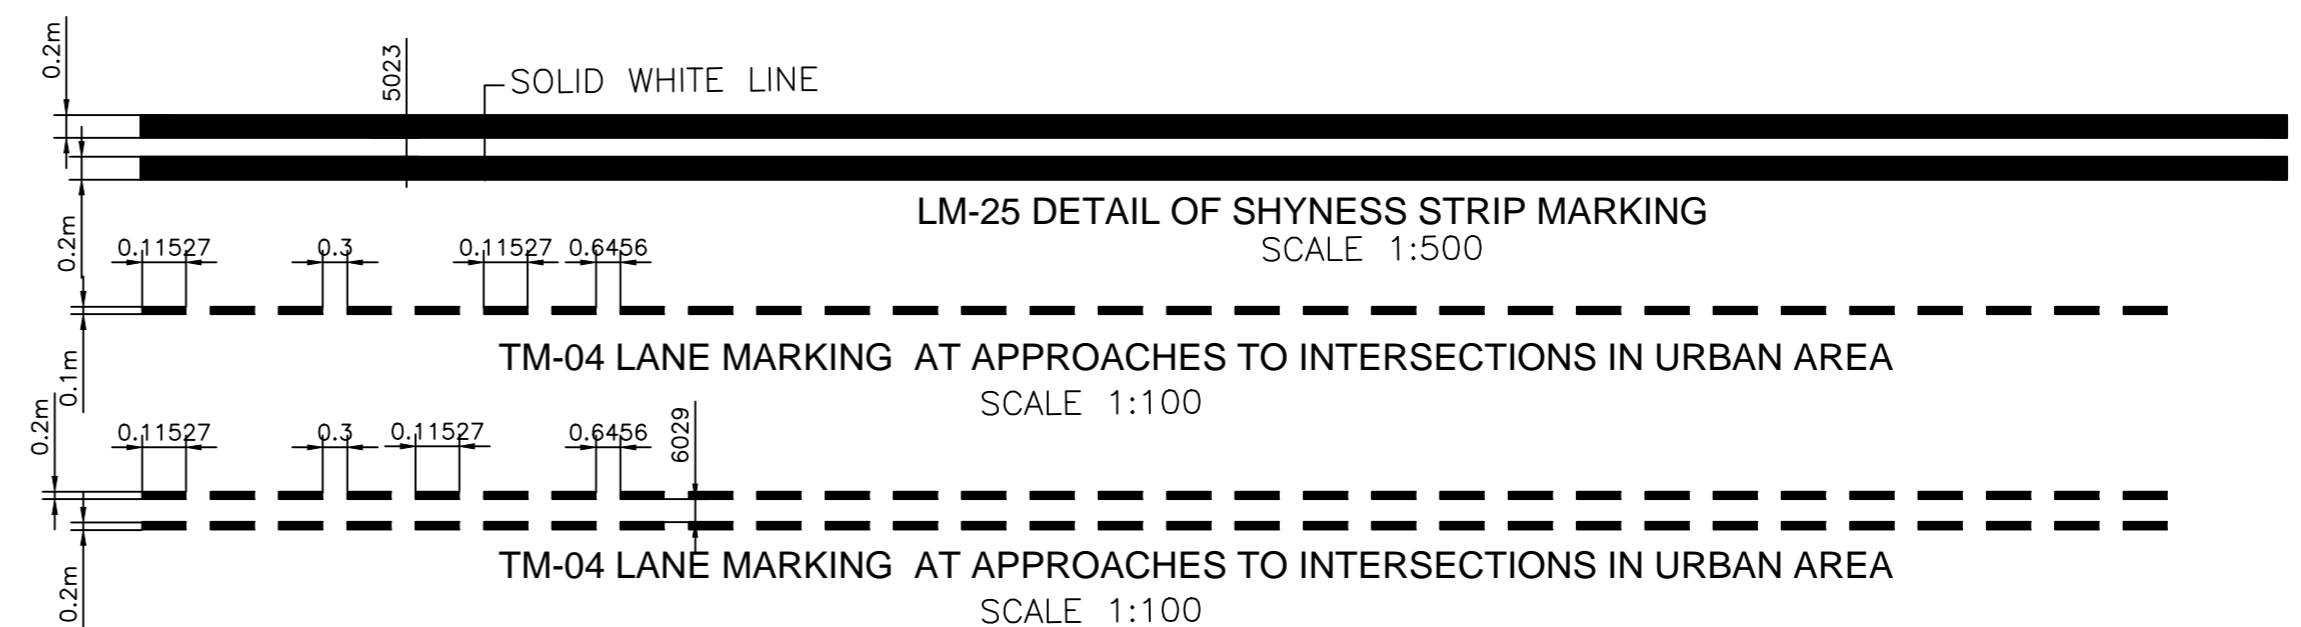 0.2m
5023
SOLID WHITE LINE
0.2m
LM-25 DETAIL OF SHYNESS STRIP MARKING
SCALE 1:500
0.11527 0.3 0.11527 0.6456
0.1m
TM-04 LANE MARKING AT APPROACHES TO INTERSECTIONS IN URBAN AREA
SCALE 1:100
0.2m
0.11527 0.3 0.11527 0.6456
6029
0.2m
TM-04 LANE MARKING AT APPROACHES TO INTERSECTIONS IN URBAN AREA
SCALE 1:100